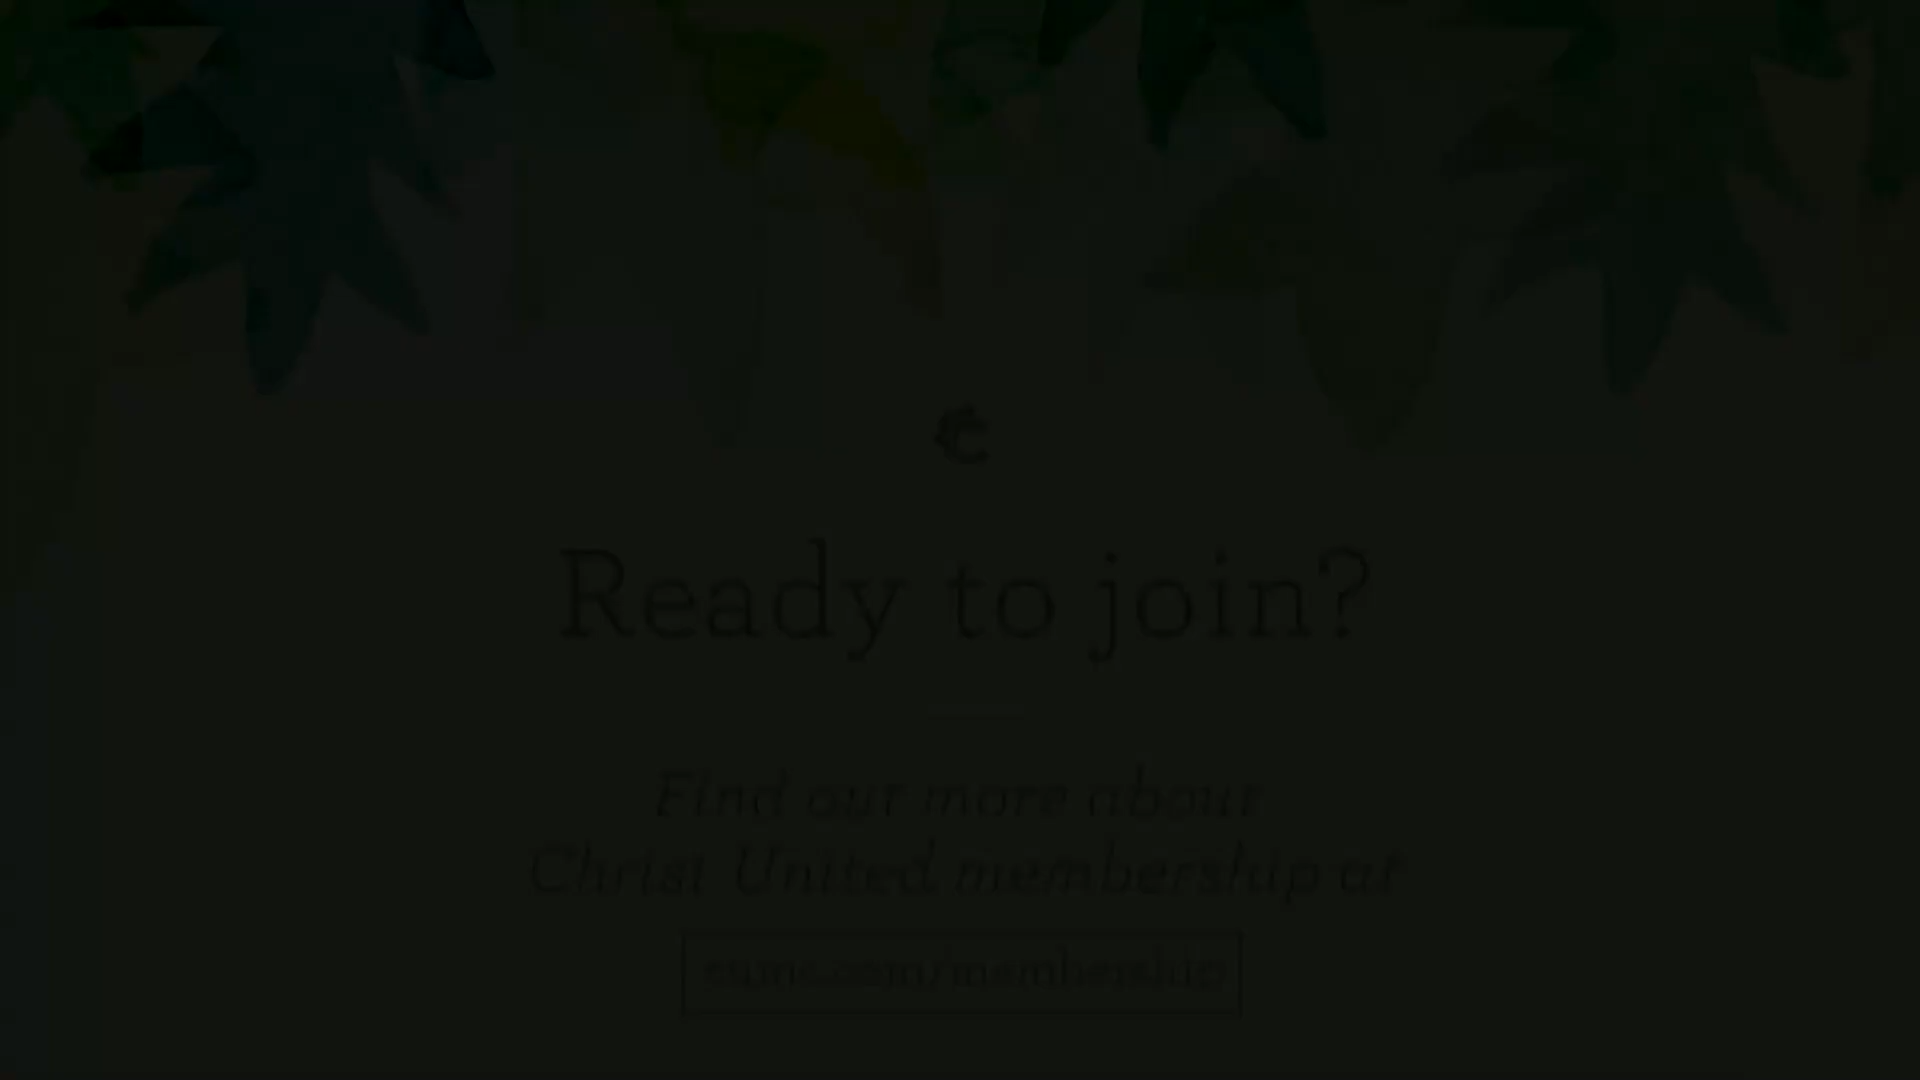 Ready to join?
Find out more about
Christ United membership at